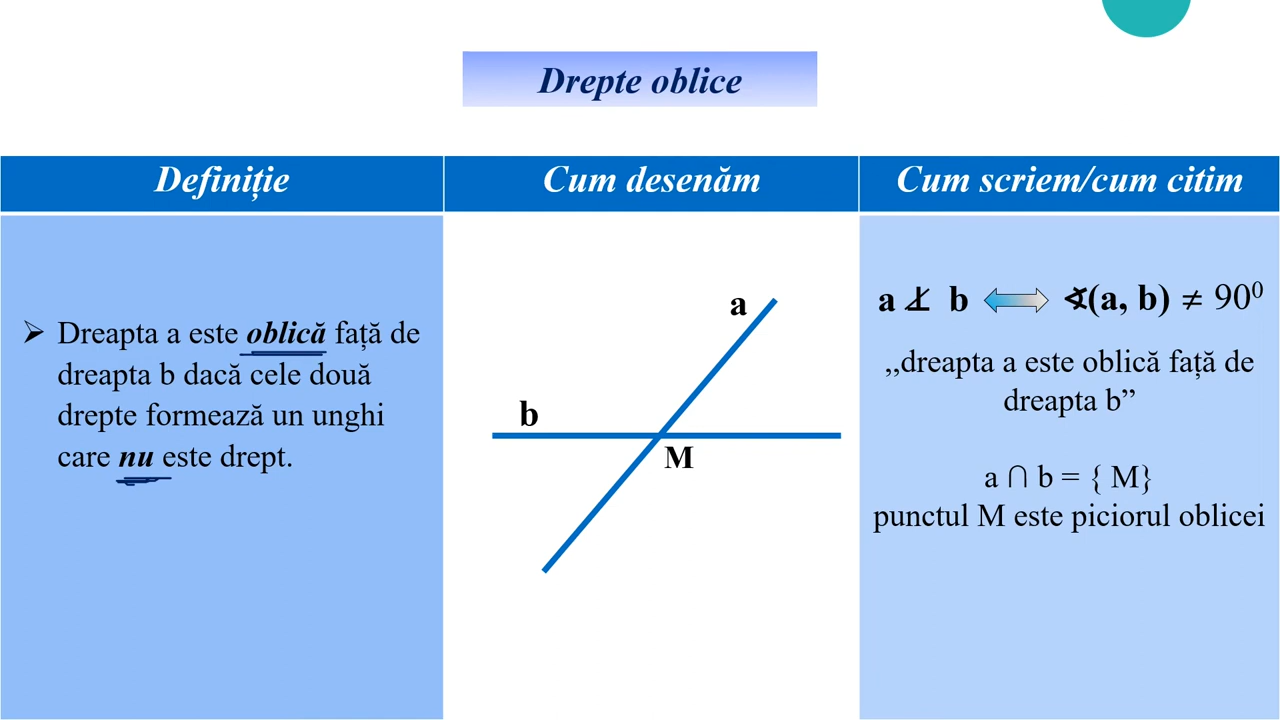 Drepte oblice
Definiție
Cum desenăm
Cum scriem/cum citim
➢ Dreapta a este oblică față de
dreapta b dacă cele două
drepte formează un unghi
care nu este drept.
a
b
M
a ⊥̸ b ⟺ ∢(a, b) ≠ 90⁰
,,dreapta a este oblică față de
dreapta b”
a ∩ b = { M}
punctul M este piciorul oblicei